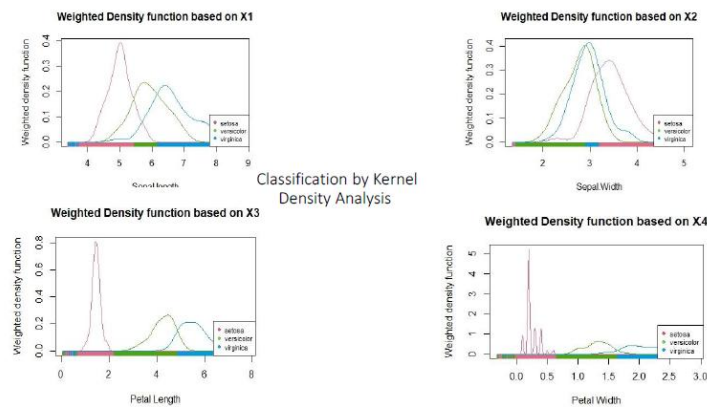 Weighted Density function based on X1
Weighted density function
0.0 0.1 0.2 0.3 0.4
setosa
versicolor
virginica
4 5 6 7 8 9
Sepal.length
Weighted Density function based on X2
Weighted density function
0.0 0.1 0.2 0.3 0.4
setosa
versicolor
virginica
2 3 4 5
Sepal.Width
Classification by Kernel
Density Analysis
Weighted Density function based on X3
Weighted density function
0.0 0.2 0.4 0.6 0.8
setosa
versicolor
virginica
0 2 4 6 8
Petal Length
Weighted Density function based on X4
Weighted density function
0 1 2 3 4 5
setosa
versicolor
virginica
0.0 0.5 1.0 1.5 2.0 2.5 3.0
Petal Width